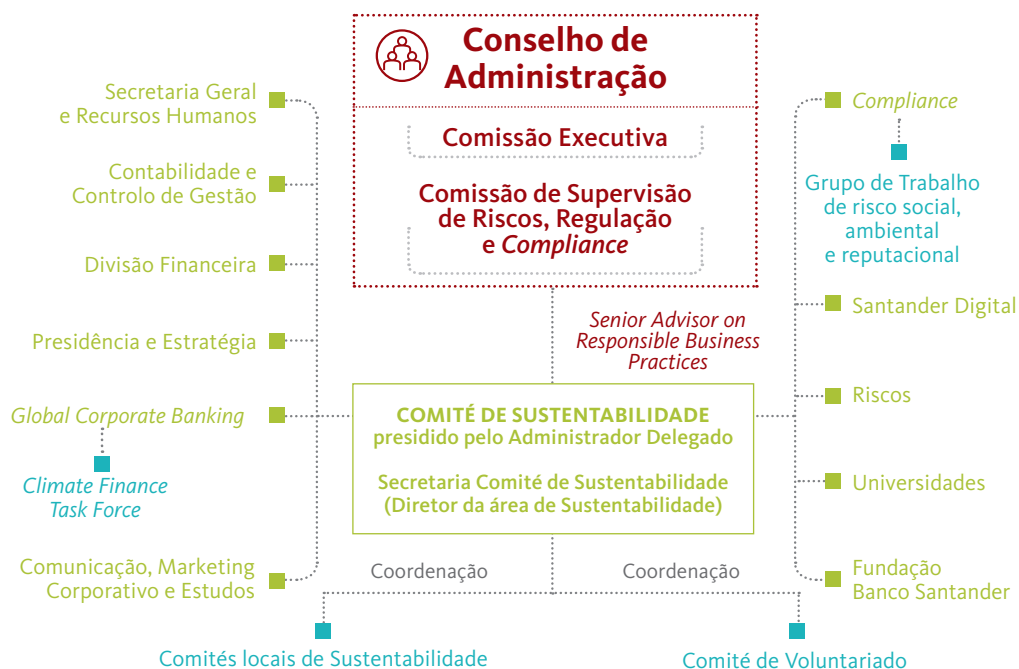 Conselho de
Administração
Comissão Executiva
Comissão de Supervisão
de Riscos, Regulação
e Compliance
Senior Advisor on
Responsible Business
Practices
Secretaria Geral
e Recursos Humanos
Contabilidade e
Controlo de Gestão
Divisão Financeira
Presidência e Estratégia
Global Corporate Banking
Climate Finance
Task Force
Comunicação, Marketing
Corporativo e Estudos
COMITÉ DE SUSTENTABILIDADE
presidido pelo Administrador Delegado
Secretaria Comité de Sustentabilidade
(Diretor da área de Sustentabilidade)
Compliance
Grupo de Trabalho
de risco social,
ambiental
e reputacional
Santander Digital
Riscos
Universidades
Fundação
Banco Santander
Coordenação
Coordenação
Comités locais de Sustentabilidade
Comité de Voluntariado